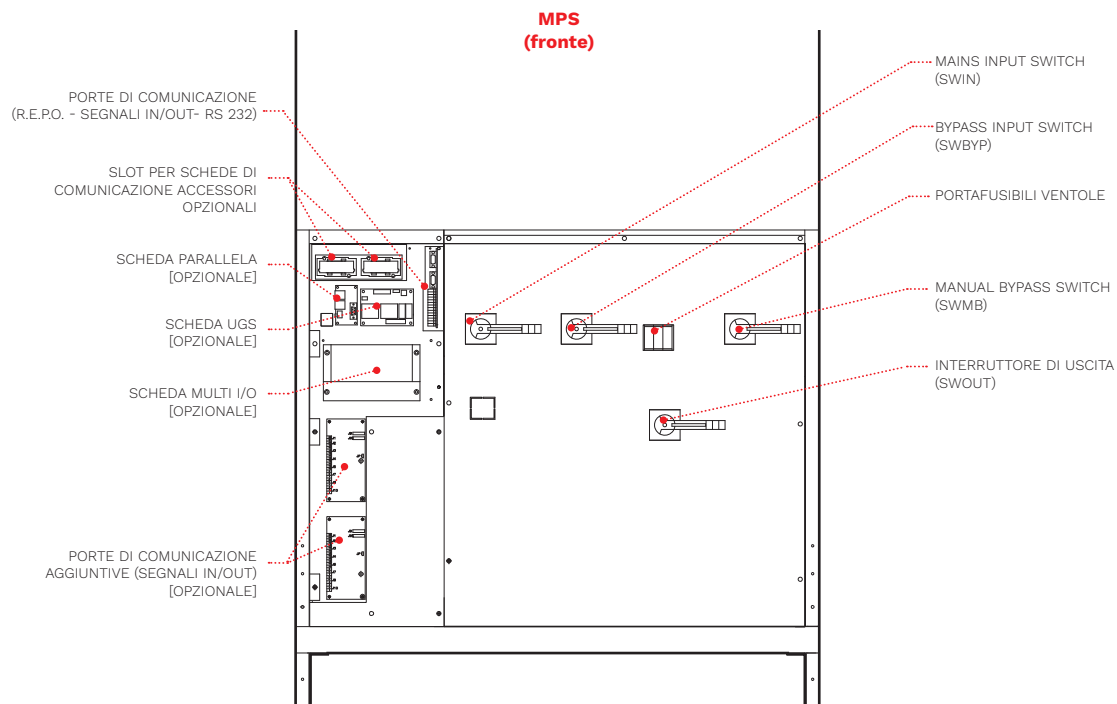 MPS
(fronte)
PORTE DI COMUNICAZIONE
(R.E.P.O. - SEGNALI IN/OUT- RS 232)
SLOT PER SCHEDE DI
COMUNICAZIONE ACCESSORI
OPZIONALI
SCHEDA PARALLELA
[OPZIONALE]
SCHEDA UGS
[OPZIONALE]
SCHEDA MULTI I/O
[OPZIONALE]
PORTE DI COMUNICAZIONE
AGGIUNTIVE (SEGNALI IN/OUT)
[OPZIONALE]
MAINS INPUT SWITCH
(SWIN)
BYPASS INPUT SWITCH
(SWBYP)
PORTAFUSIBILI VENTOLE
MANUAL BYPASS SWITCH
(SWMB)
INTERRUTTORE DI USCITA
(SWOUT)